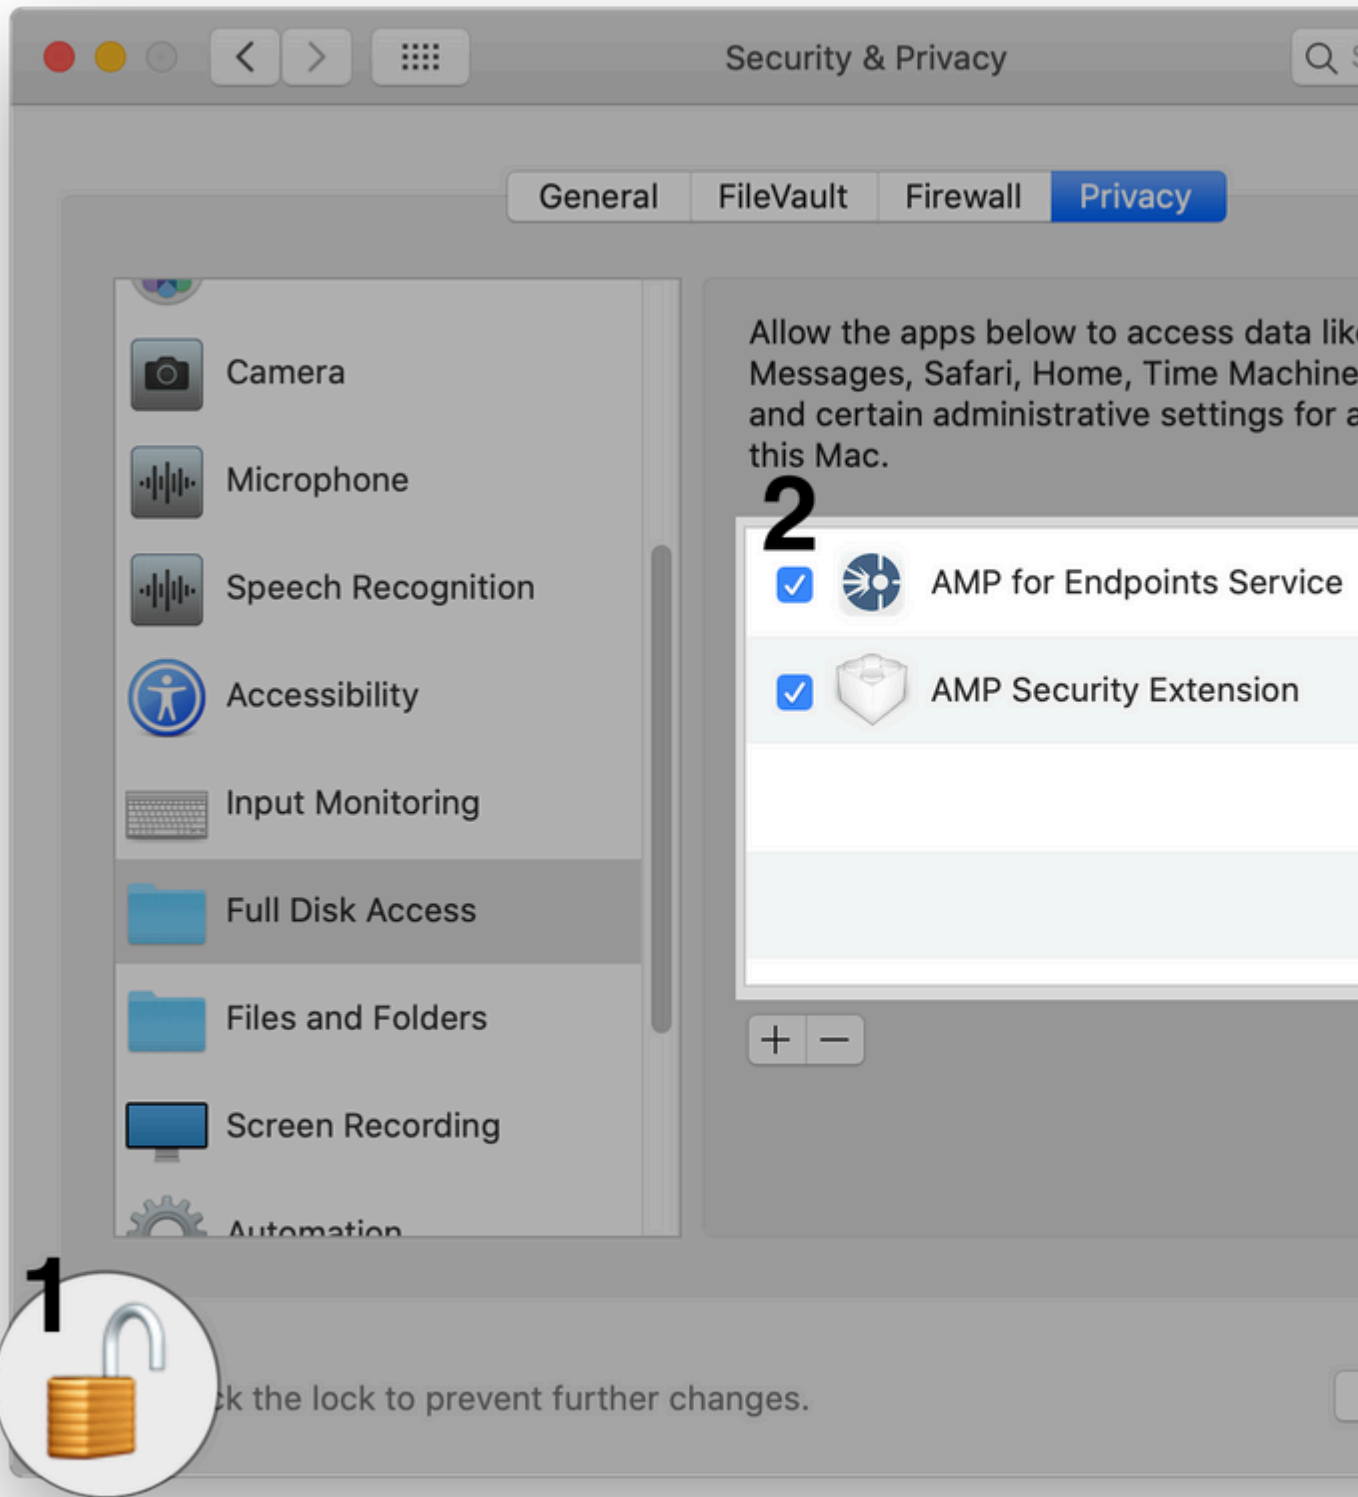 Security & Privacy
General FileVault Firewall Privacy
Camera
Microphone
Speech Recognition
Accessibility
Input Monitoring
Full Disk Access
Files and Folders
Screen Recording
Automation
Allow the apps below to access data
Messages, Safari, Home, Time Machine
and certain administrative settings for
this Mac.
2
AMP for Endpoints Service
AMP Security Extension
1
the lock to prevent further changes.